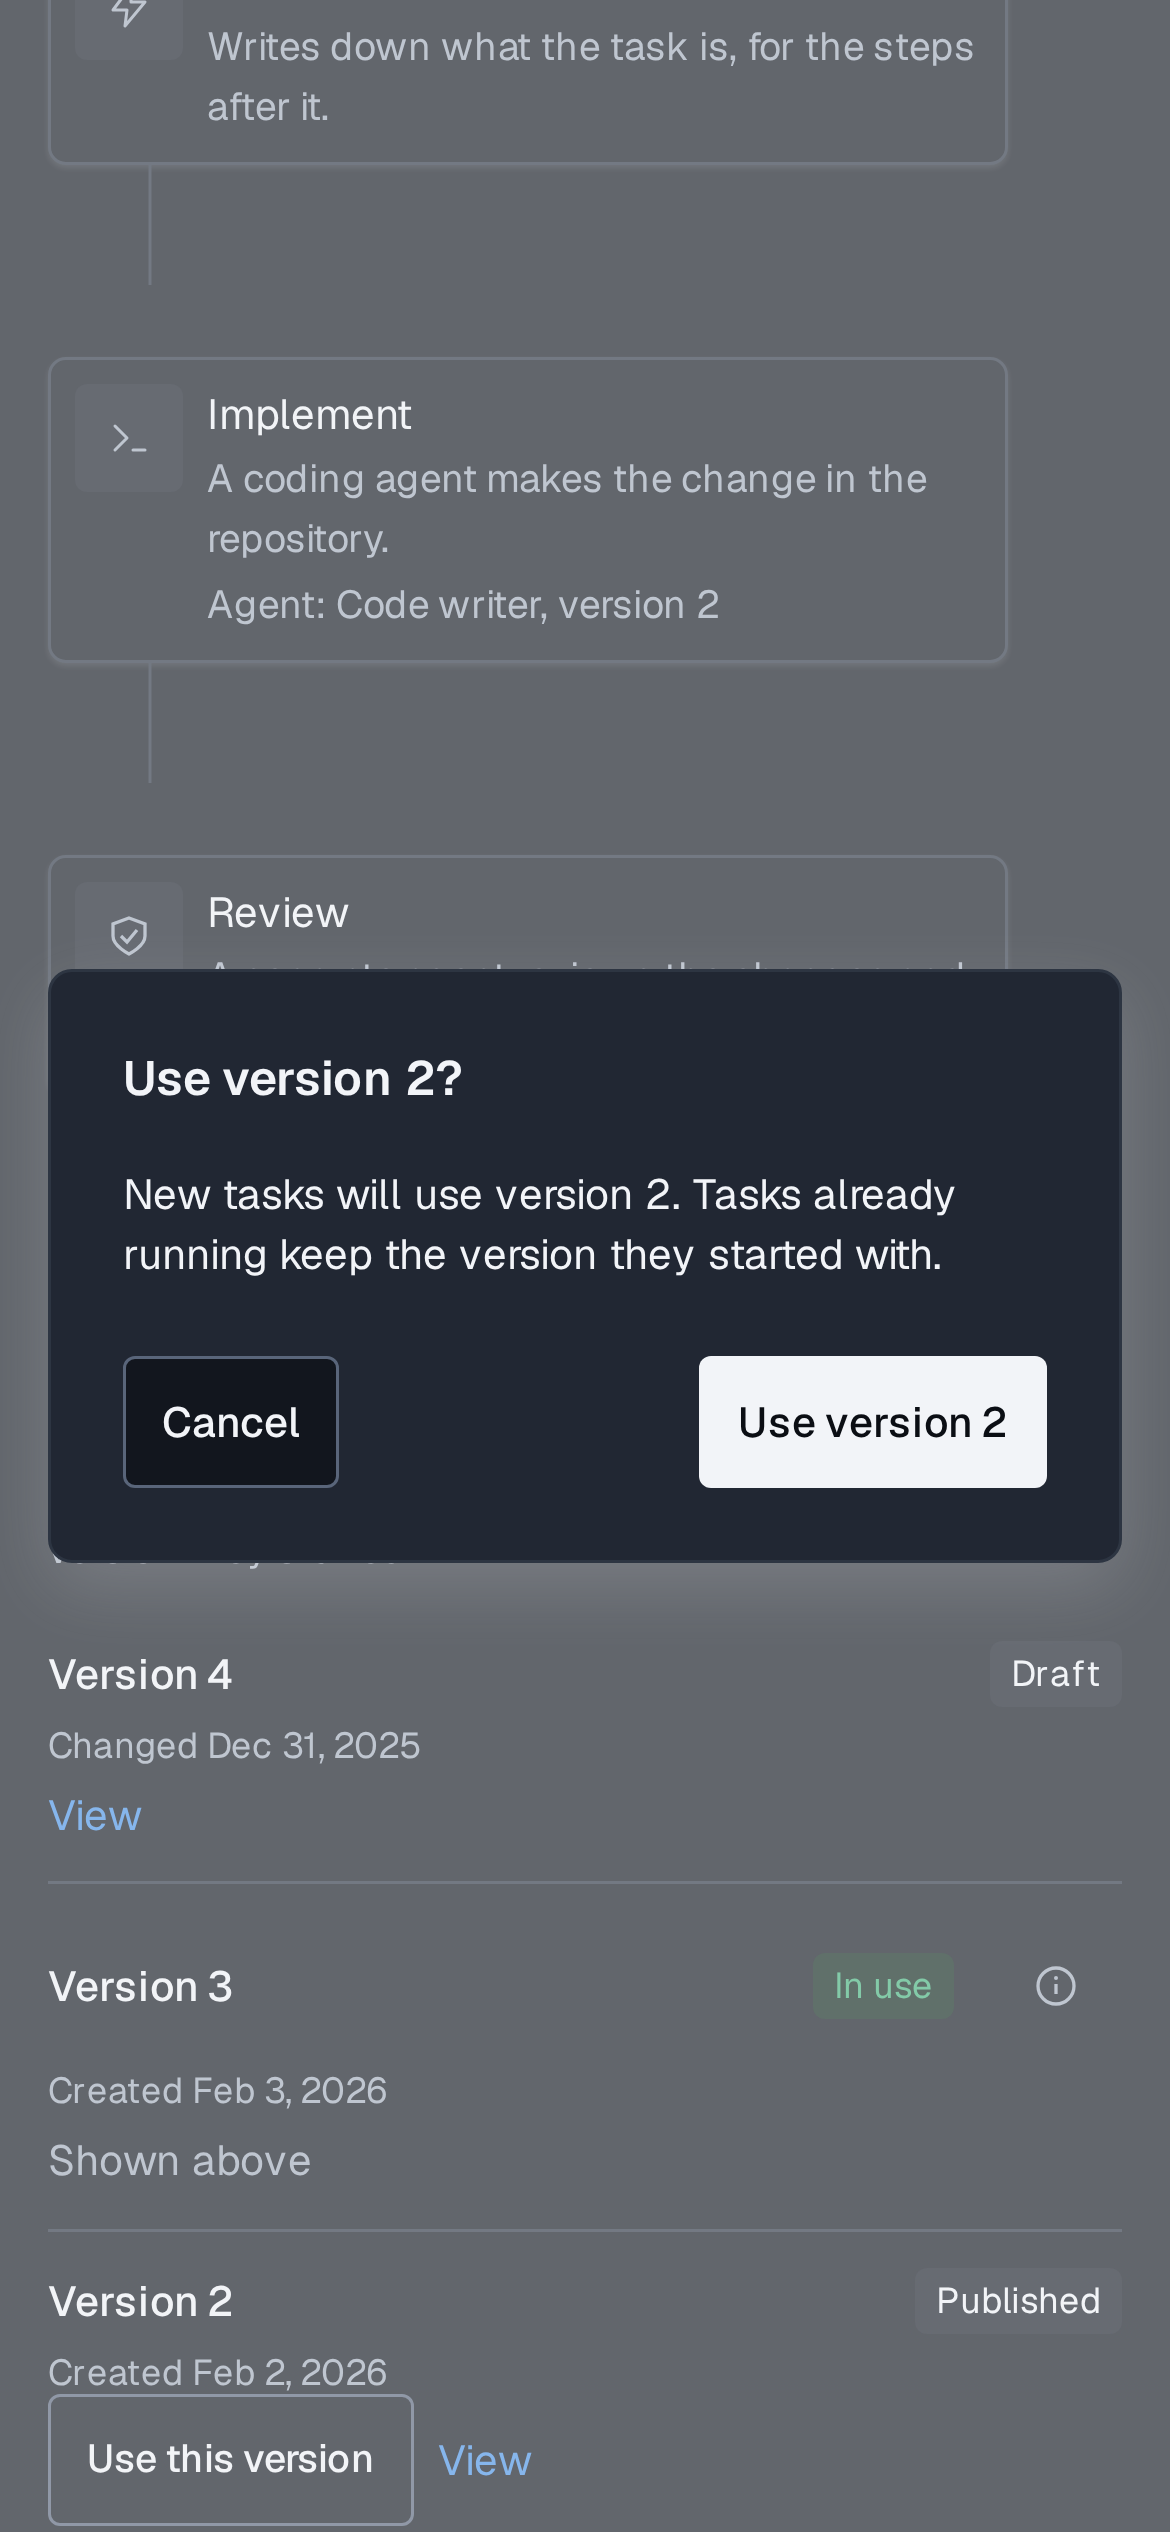 Writes down what the task is, for the steps
after it.
Implement
A coding agent makes the change in the
repository.
Agent: Code writer, version 2
Review
Use version 2?
New tasks will use version 2. Tasks already
running keep the version they started with.
Cancel
Use version 2
Version 4
Draft
Changed Dec 31, 2025
View
Version 3
In use
Created Feb 3, 2026
Shown above
Version 2
Published
Created Feb 2, 2026
Use this version
View